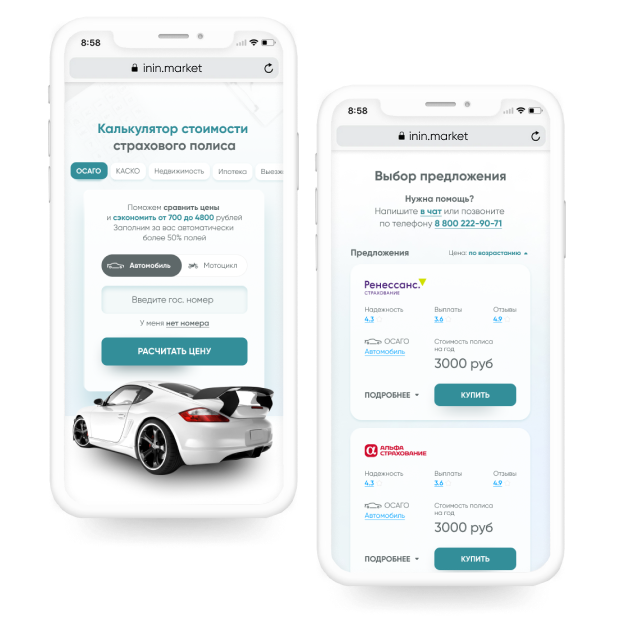 8:58
inin.market
Калькулятор стоимости
страхового полиса
ОСАГО КАСКО Недвижимость Ипотека Выезж
Поможем сравнить цены
и сэкономить от 700 до 4800 рублей
Заполним за вас автоматически
более 50% полей
Автомобиль Мотоцикл
Введите гос. номер
У меня нет номера
РАСЧИТАТЬ ЦЕНУ
8:58
inin.market
Выбор предложения
Нужна помощь?
Напишите в чат или позвоните
по телефону 8 800 222-90-71
Предложения Цена: по возрастанию
Ренессанс.
СТРАХОВАНИЕ
Надежность Выплаты Отзывы
4.3 3.6 4.9
ОСАГО
Автомобиль
Стоимость полиса
на год
3000 руб
ПОДРОБНЕЕ КУПИТЬ
АЛЬФА
СТРАХОВАНИЕ
Надежность Выплаты Отзывы
4.3 3.6 4.9
ОСАГО
Автомобиль
Стоимость полиса
на год
3000 руб
ПОДРОБНЕЕ КУПИТЬ